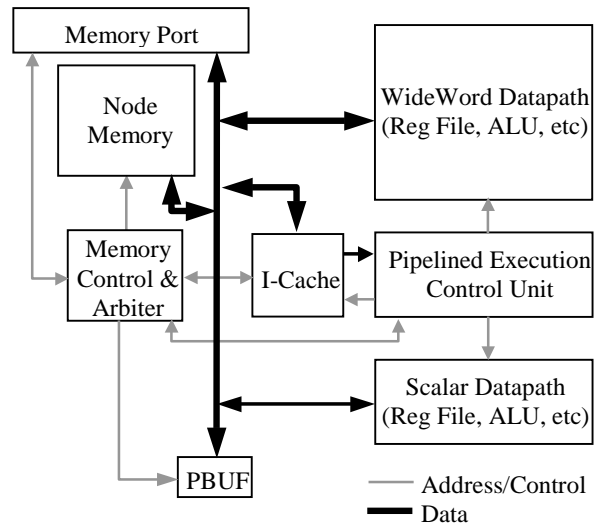 Memory Port
Node
Memory
WideWord Datapath
(Reg File, ALU, etc)
Memory
Control &
Arbiter
I-Cache
Pipelined Execution
Control Unit
Scalar Datapath
(Reg File, ALU, etc)
PBUF
Address/Control
Data